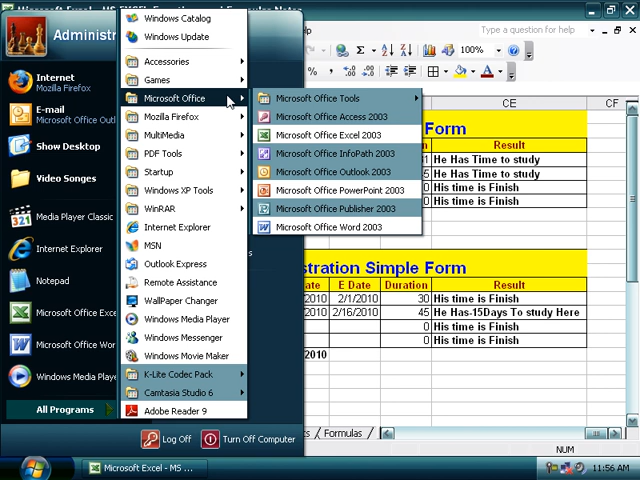 Microsoft Excel - MS EXCEL
Administr
Internet
Mozilla Firefox
E-mail
Microsoft Office Outl
Show Desktop
Video Songs
Media Player Classic
Internet Explorer
Notepad
Microsoft Office Exc
Microsoft Office Wor
Windows Media Playe
All Programs
Log Off
Turn Off Computer
Windows Catalog
Windows Update
Accessories
Games
Microsoft Office
Mozilla Firefox
MultiMedia
PDF Tools
Startup
Windows XP Tools
WinRAR
Internet Explorer
MSN
Outlook Express
Remote Assistance
WallPaper Changer
Windows Media Player
Windows Messenger
Windows Movie Maker
K-Lite Codec Pack
Camtasia Studio 6
Adobe Reader 9
Microsoft Office Tools
Microsoft Office Access 2003
Microsoft Office Excel 2003
Microsoft Office InfoPath 2003
Microsoft Office Outlook 2003
Microsoft Office PowerPoint 2003
Microsoft Office Publisher 2003
Microsoft Office Word 2003
lp
Type a question for help
100%
CE CF
Form
n Result
31 He Has Time to study
5 He Has Time to study
0 His time is Finish
0 His time is Finish
stration Simple Form
ate E Date Duration Result
/2010 2/1/2010 30 His time is Finish
/2010 2/16/2010 45 He Has-15Days To study Here
0 His time is Finish
0 His time is Finish
2010
s Formulas
NUM
Microsoft Excel - MS ...
11:56 AM